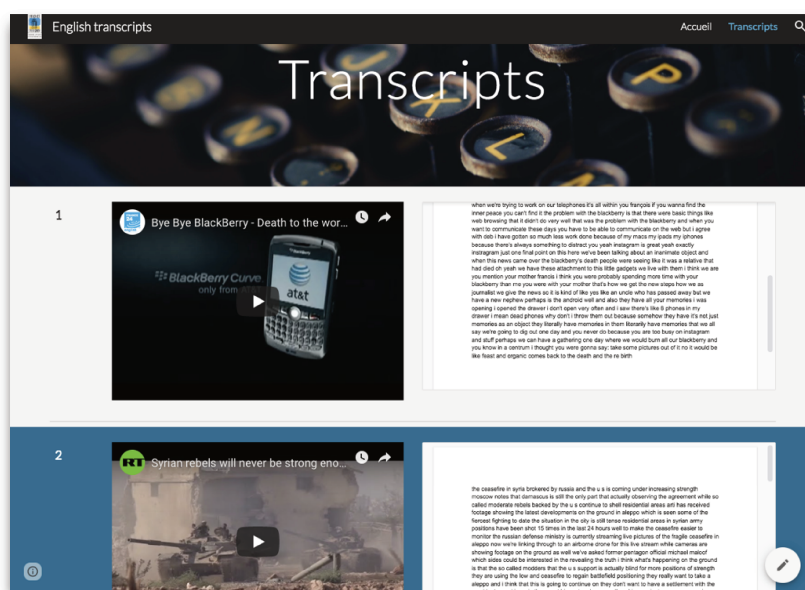 English transcripts
Accueil
Transcripts
Transcripts
1
Bye Bye BlackBerry - Death to the wor...
BlackBerry Curve
only from AT&T
at&t
when we're trying to work on our telephones it's all within you français if you wanna find the
inner peace you can't find it the problem with the blackberry is that there were basic things like
web browsing that it didn't do very well that was the problem with the blackberry and when you
want to communicate these days you have to be able to communicate on the web but i agree
with deb i have gotten so much less work done because of my macs my ipads my iphones
because there's always something to distract you yeah instagram is great yeah exactly
instragram just one final point on this here we've been talking about an inanimate object and
when this news came over the blackberry's death people were seeing like it was a relative that
had died oh yeah we have these attachment to this little gadgets we live with them i think we are
you mention your mother francis i think you were probably spending more time with your
blackberry than me you were with your mother that's how we get the new steps how we as
journalist we give the news so it is kind of like yes like an uncle who has passed away but we
have a new nephew perhaps is the android well and also they have all your memories i was
opening i opened the drawer i don't open very often and i saw there's like 6 phones in my
drawer i mean dead phones why don't i throw them out because somehow they have it's not just
memories as an object they literally have memories in them literarlly have memories that we all
say we're going to dig out one day and you never do because you are too busy on instagram
and stuff perhaps we can have a gathering one day where we would burn all our blackberry and
you know in a centrum i thought you were gonna say: take some pictures out of it no it would be
like feast and organic comes back to the death and the re birth
2
RT
Syrian rebels will never be strong eno...
the ceasefire in syria brokered by russia and the u s is coming under increasing strength
moscow notes that damascus is still the only part that actually observing the agreement while so
called moderate rebels backed by the u s continue to shell residential areas arti has received
footage showing the latest developments on the ground in aleppo which is seen some of the
fiercest fighting to date the situation in the city is still tense residential areas in syrian army
positions have been shot 15 times in the last 24 hours well to make the ceasefire easier to
monitor the russian defense ministry is currently streaming live pictures of the fragile ceasefire in
aleppo now we're linking through to an airborne drone for this live stream while cameras are
showing footage on the ground as well we've asked former pentagon official michael maloof
which sides could be interested in the revealing the truth i think what's happening on the ground
is that the so called modders that the u s support is actually blind for more positions of strength
they are using the low and ceasefire to regain battlefield positioning they really want to take a
aleppo and i think that this is going to continue on they don't want to have a settlement with the